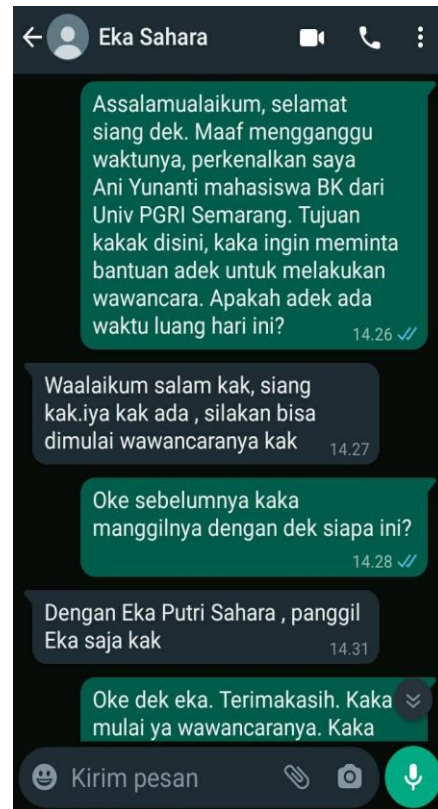 Eka Sahara
Assalamualaikum, selamat
siang dek. Maaf mengganggu
waktunya, perkenalkan saya
Ani Yunanti mahasiswa BK dari
Univ PGRI Semarang. Tujuan
kakak disini, kaka ingin meminta
bantuan adek untuk melakukan
wawancara. Apakah adek ada
waktu luang hari ini?
14.26
Waalaikum salam kak, siang
kak.iya kak ada , silakan bisa
dimulai wawancaranya kak
14.27
Oke sebelumnya kaka
manggilnya dengan dek siapa ini?
14.28
Dengan Eka Putri Sahara , panggil
Eka saja kak
14.31
Oke dek eka. Terimakasih. Kaka
mulai ya wawancaranya. Kaka
Kirim pesan